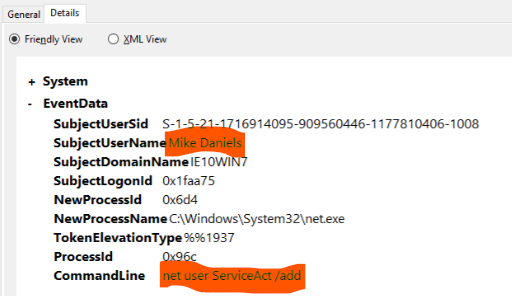 General Details
Friendly View XML View
+ System
- EventData
SubjectUserSid S-1-5-21-1716914095-909560446-1177810406-1008
SubjectUserName Mike Daniels
SubjectDomainName IE10WIN7
SubjectLogonId 0x1faa75
NewProcessId 0x6d4
NewProcessName C:\Windows\System32\net.exe
TokenElevationType %%1937
ProcessId 0x96c
CommandLine net user ServiceAct /add